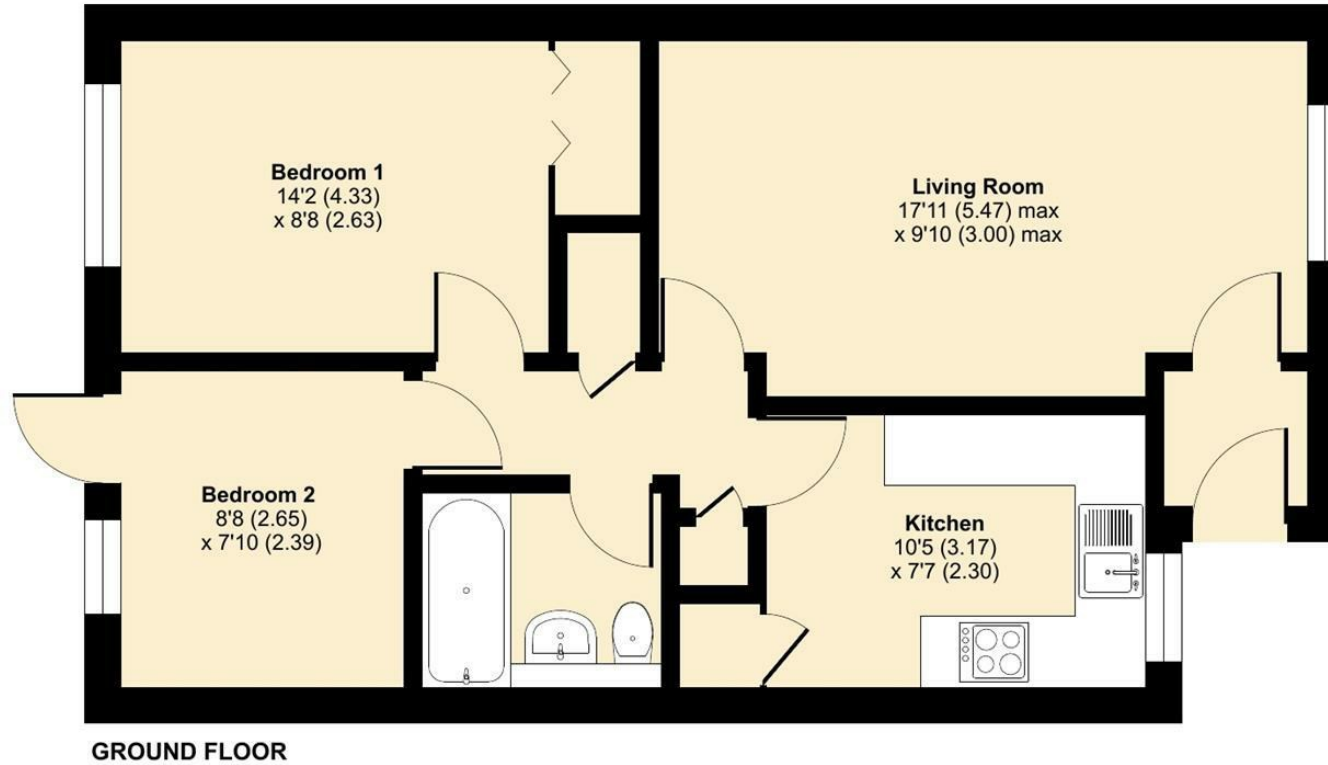 Bedroom 1
14'2 (4.33)
x 8'8 (2.63)
Living Room
17'11 (5.47) max
x 9'10 (3.00) max
Bedroom 2
8'8 (2.65)
x 7'10 (2.39)
Kitchen
10'5 (3.17)
x 7'7 (2.30)
GROUND FLOOR